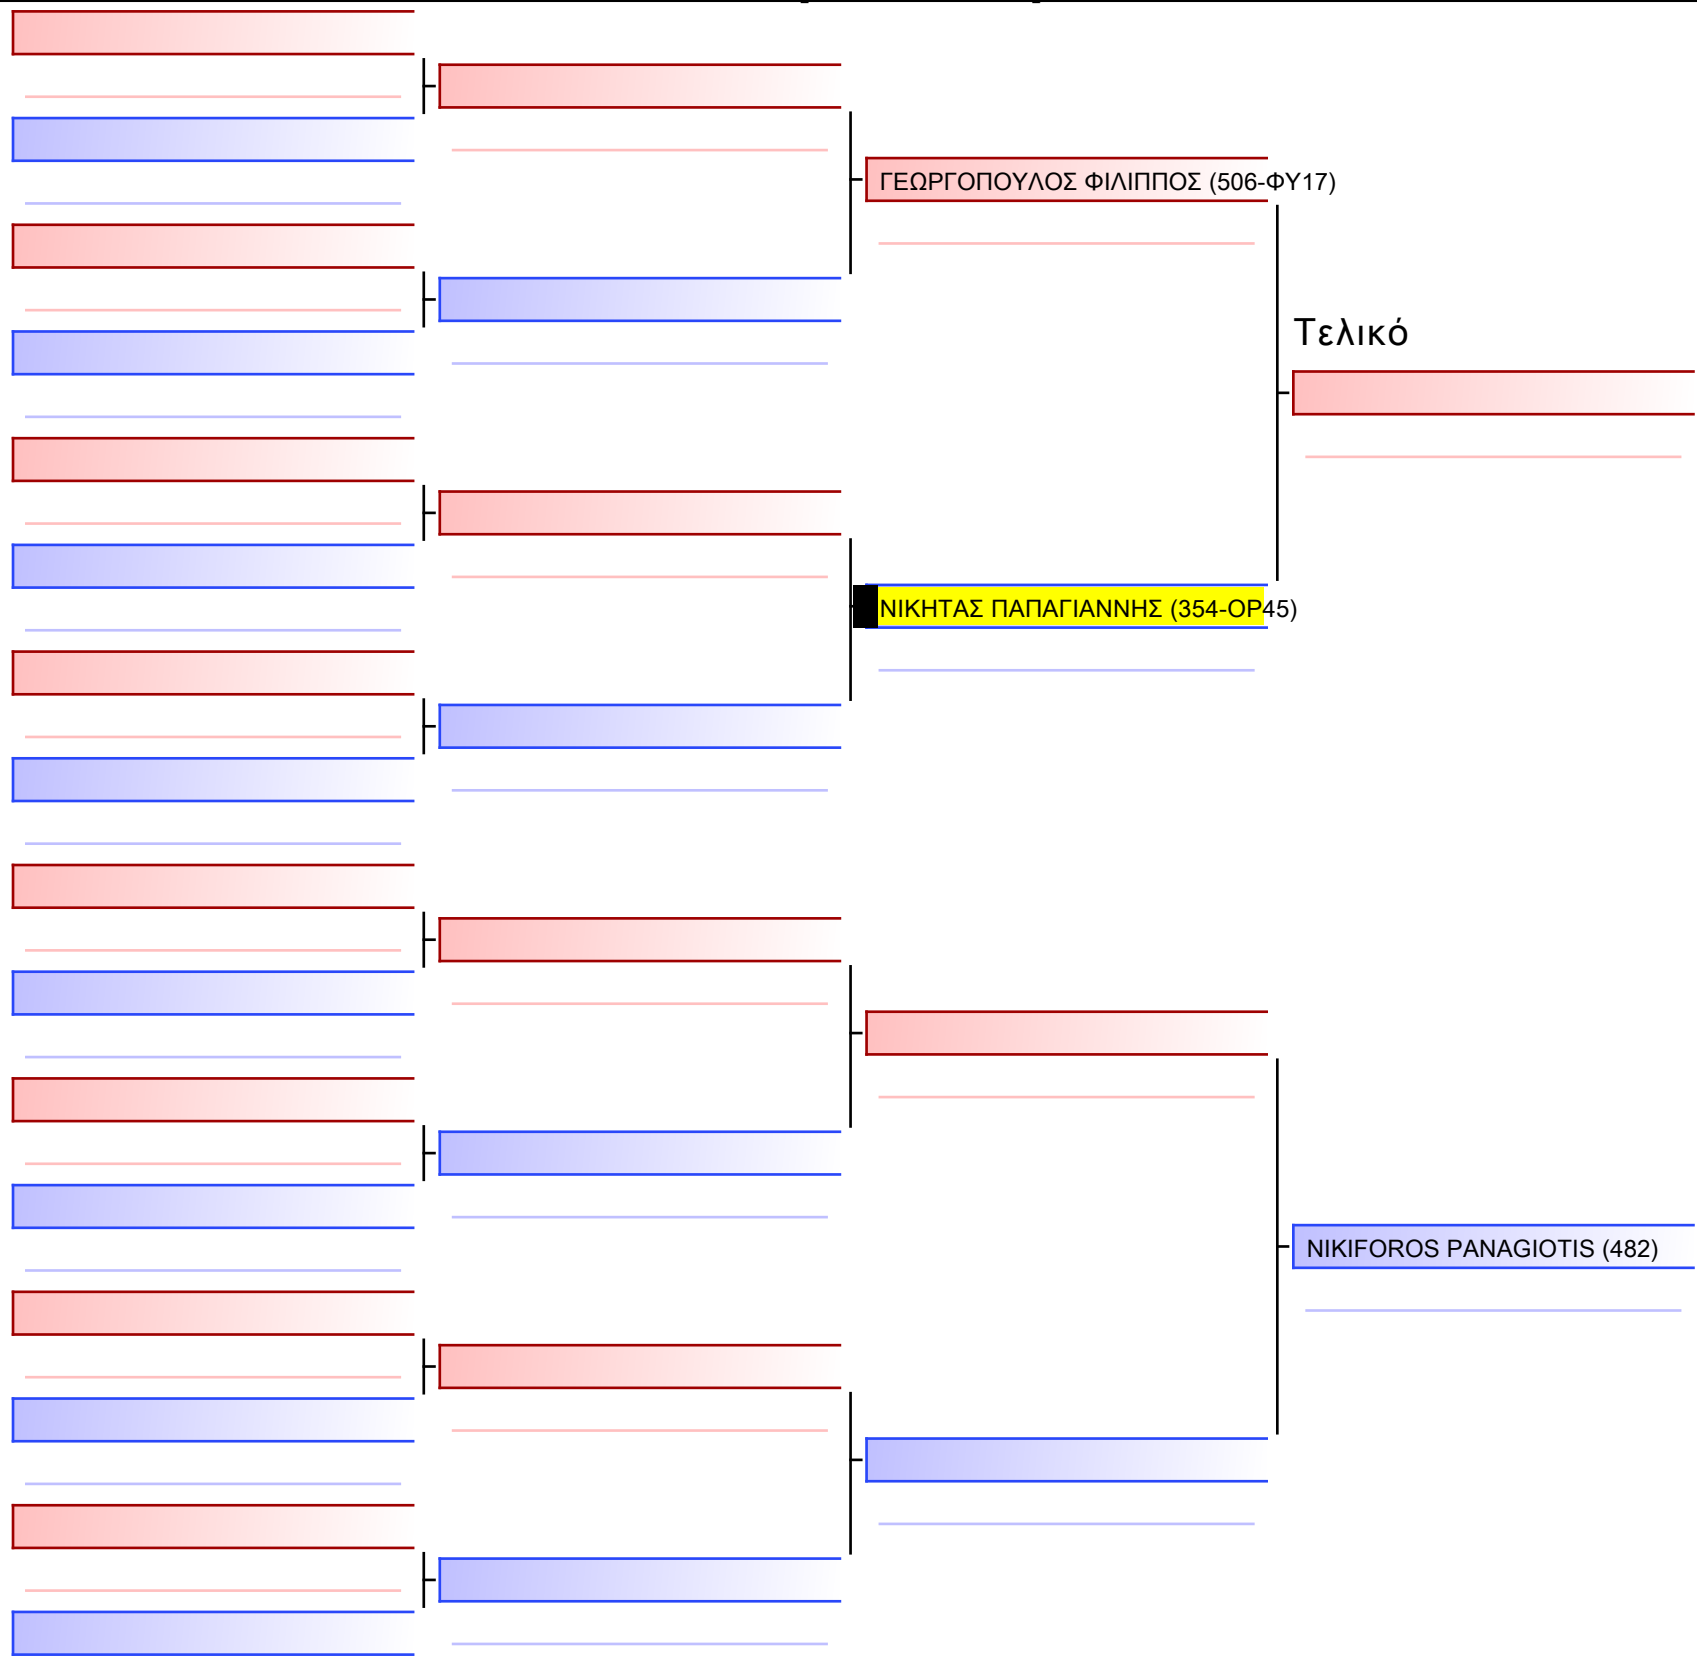 ΓΕΩΡΓΟΠΟΥΛΟΣ ΦΙΛΙΠΠΟΣ (506-ΦΥ17)
Τελικό
ΝΙΚΗΤΑΣ ΠΑΠΑΓΙΑΝΝΗΣ (354-ΟΡ45)
NIKIFOROS PANAGIOTIS (482)